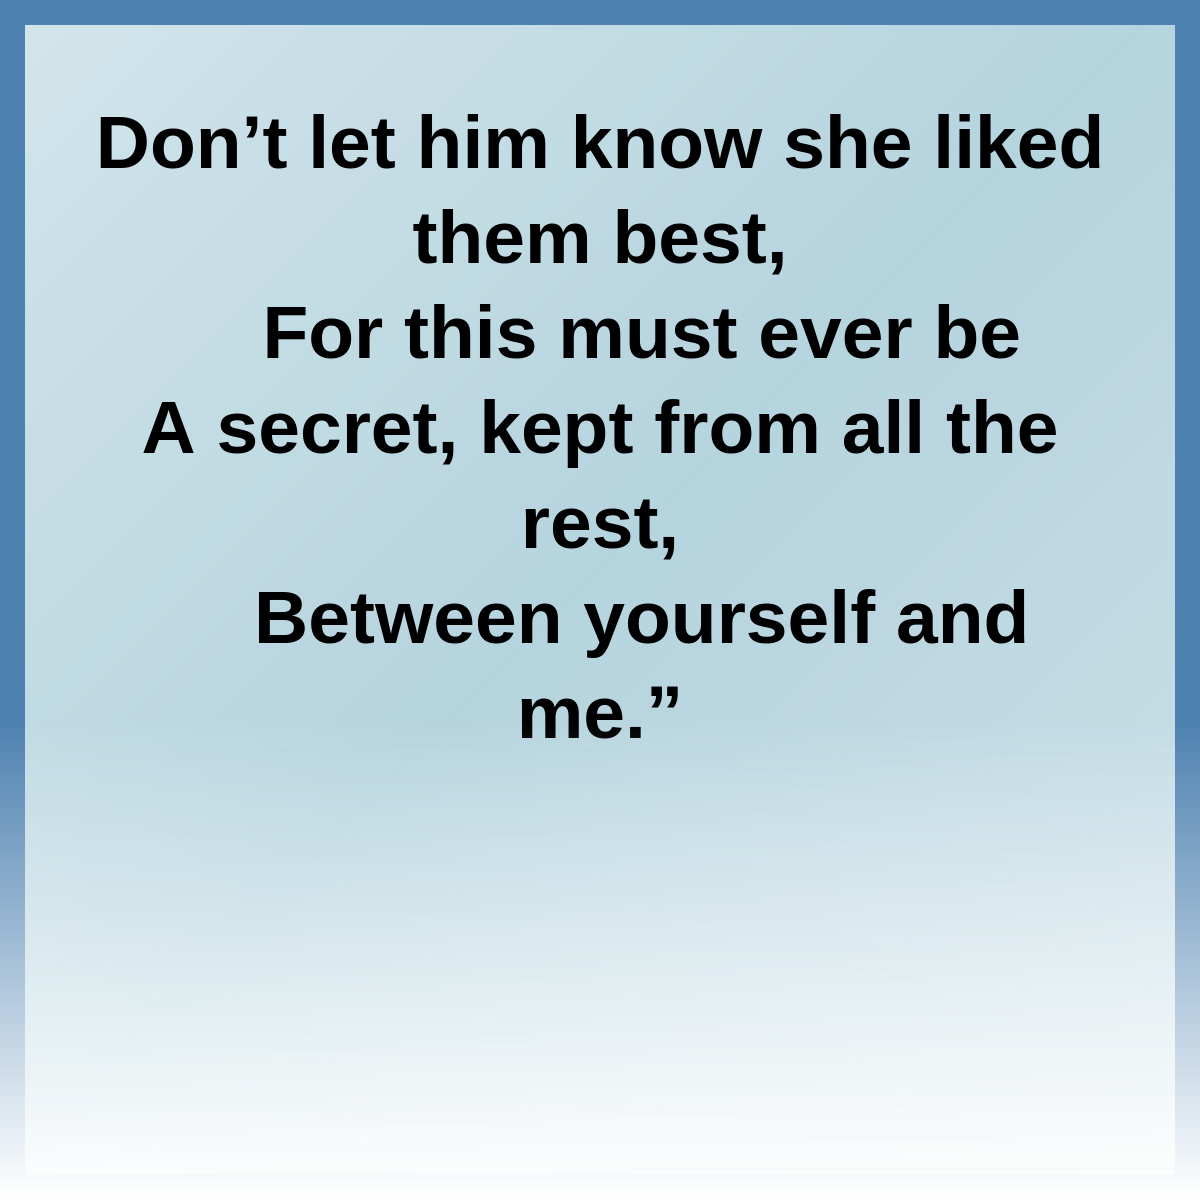 Don’t let him know she liked
them best,
For this must ever be
A secret, kept from all the
rest,
Between yourself and
me.”